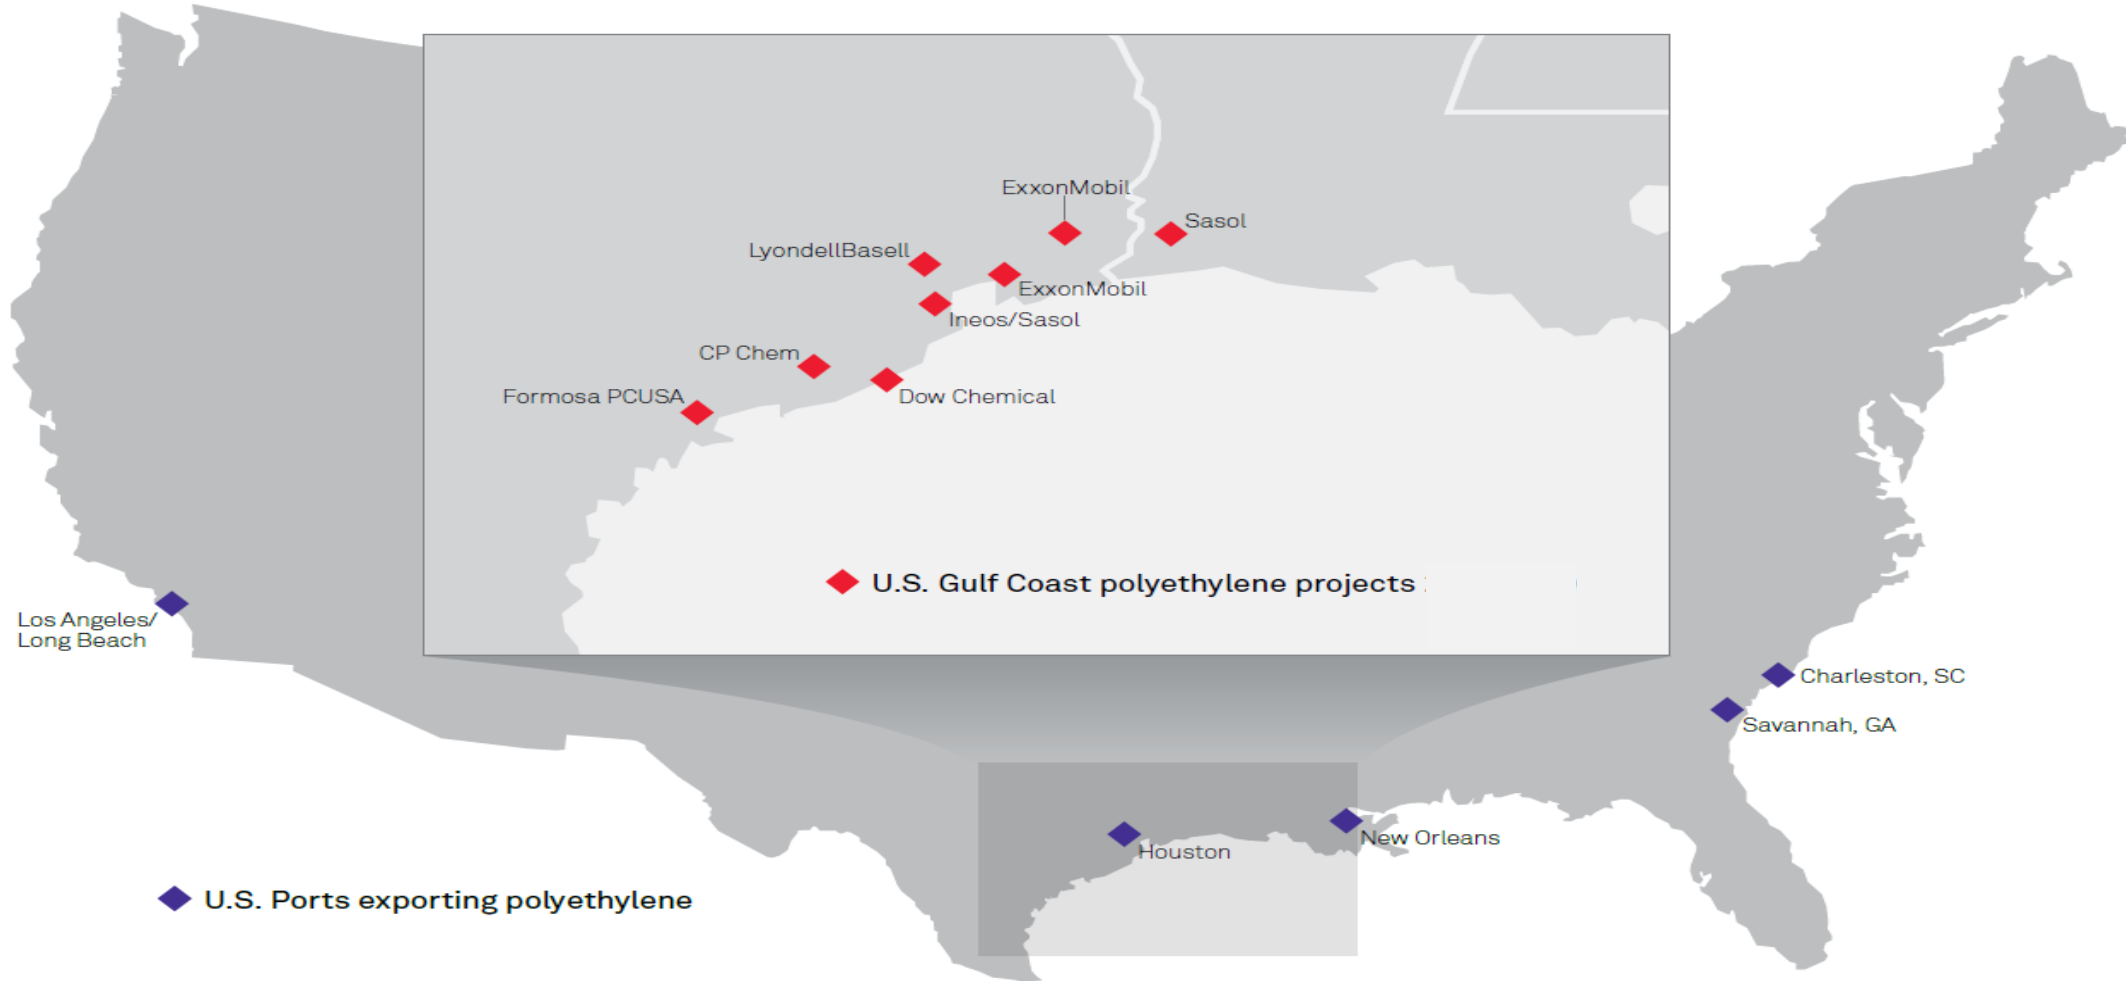 ExxonMobil
Sasol
LyondellBasell
ExxonMobil
Ineos/Sasol
CP Chem
Formosa PCUSA
Dow Chemical
U.S. Gulf Coast polyethylene projects
Los Angeles/
Long Beach
Charleston, SC
Savannah, GA
New Orleans
Houston
U.S. Ports exporting polyethylene